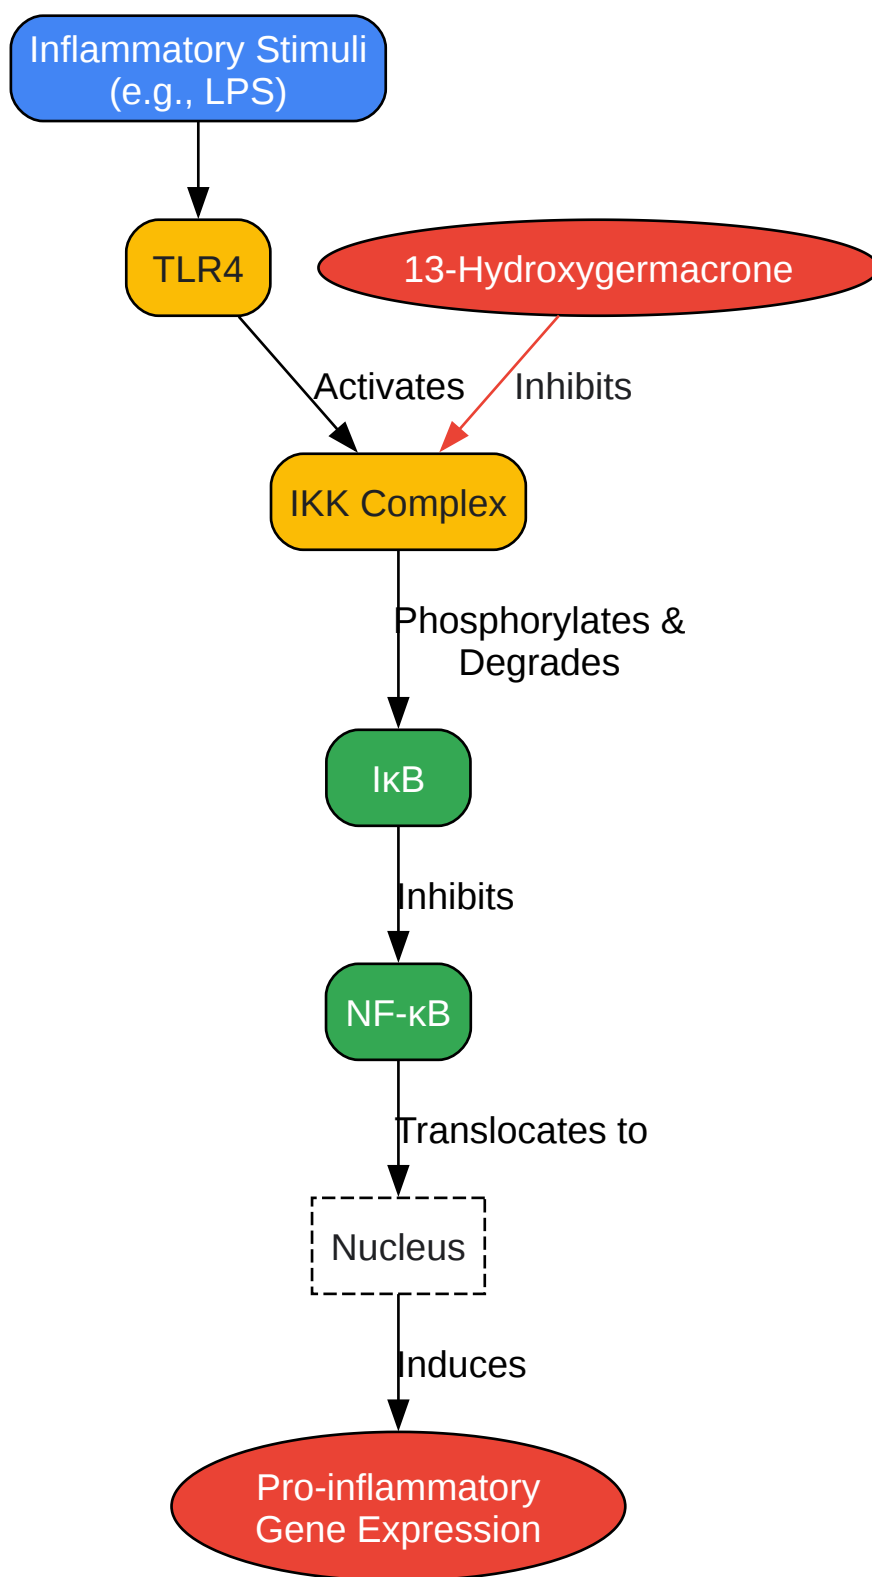 Inflammatory Stimuli
(e.g., LPS)
TLR4
13-Hydroxygermacrone
Activates
Inhibits
IKK Complex
Phosphorylates &
Degrades
IκB
Inhibits
NF-κB
Translocates to
Nucleus
Induces
Pro-inflammatory
Gene Expression